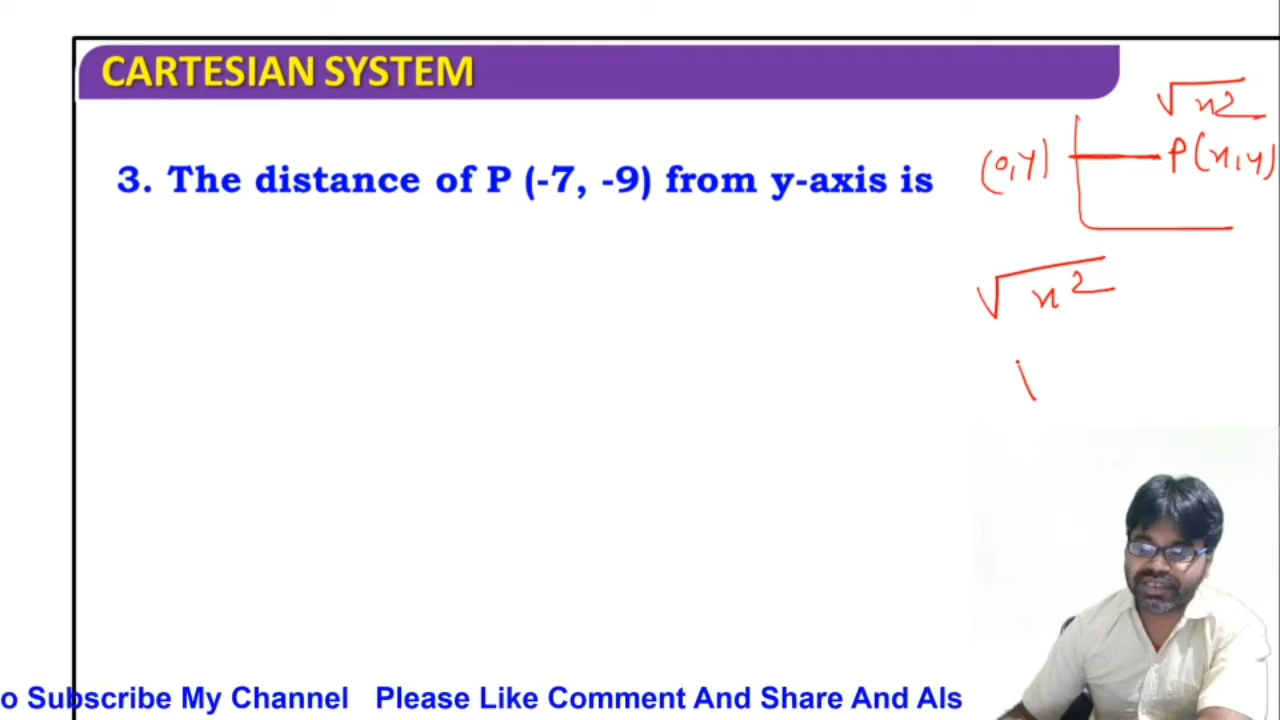 CARTESIAN SYSTEM
√x²
(0,y) P(x,y)
3. The distance of P (-7, -9) from y-axis is
√x²
o Subscribe My Channel Please Like Comment And Share And Als